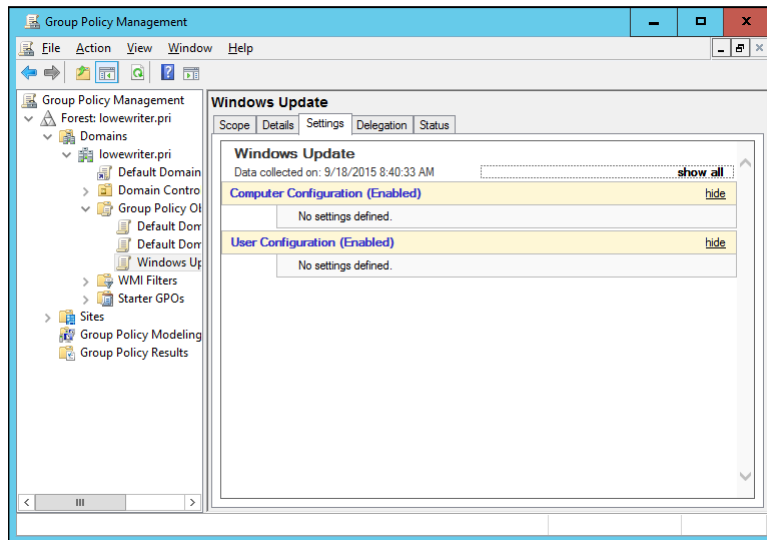 Group Policy Management
File Action View Window Help
Group Policy Management
Forest: lowewriter.pri
Domains
lowewriter.pri
Default Domain
Domain Contro
Group Policy Ob
Default Dom
Default Dom
Windows Up
WMI Filters
Starter GPOs
Sites
Group Policy Modeling
Group Policy Results
Windows Update
Scope Details Settings Delegation Status
Windows Update
Data collected on: 9/18/2015 8:40:33 AM show all
Computer Configuration (Enabled) hide
No settings defined.
User Configuration (Enabled) hide
No settings defined.